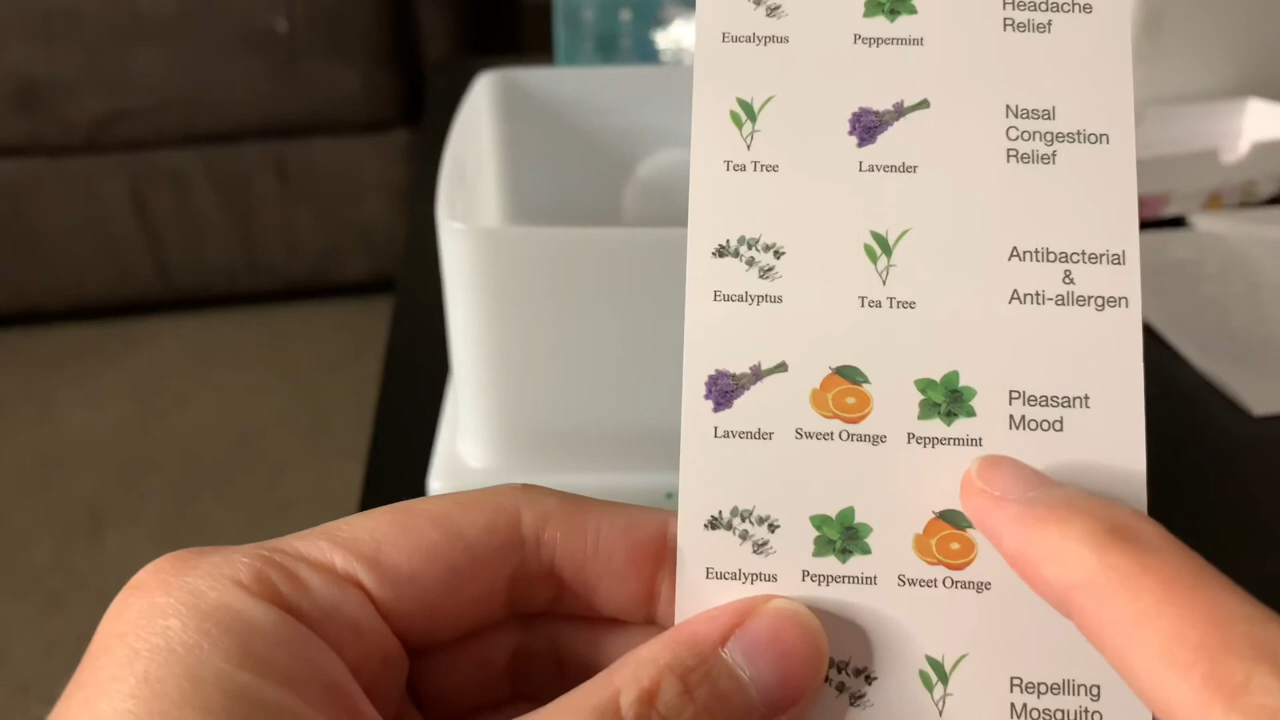 Headache
Relief
Eucalyptus
Peppermint
Nasal
Congestion
Relief
Tea Tree
Lavender
Antibacterial
&
Anti-allergen
Eucalyptus
Tea Tree
Pleasant
Mood
Lavender
Sweet Orange
Peppermint
Eucalyptus
Peppermint
Sweet Orange
Repelling
Mosquito